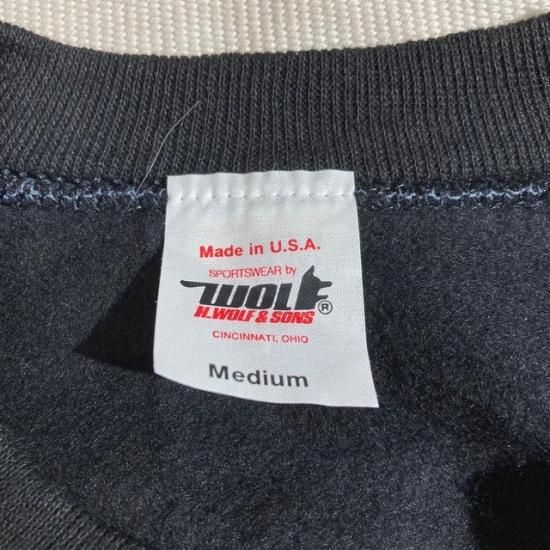 Made in U.S.A.
SPORTSWEAR by
WOLF®
H.WOLF & SONS
CINCINNATI, OHIO
Medium